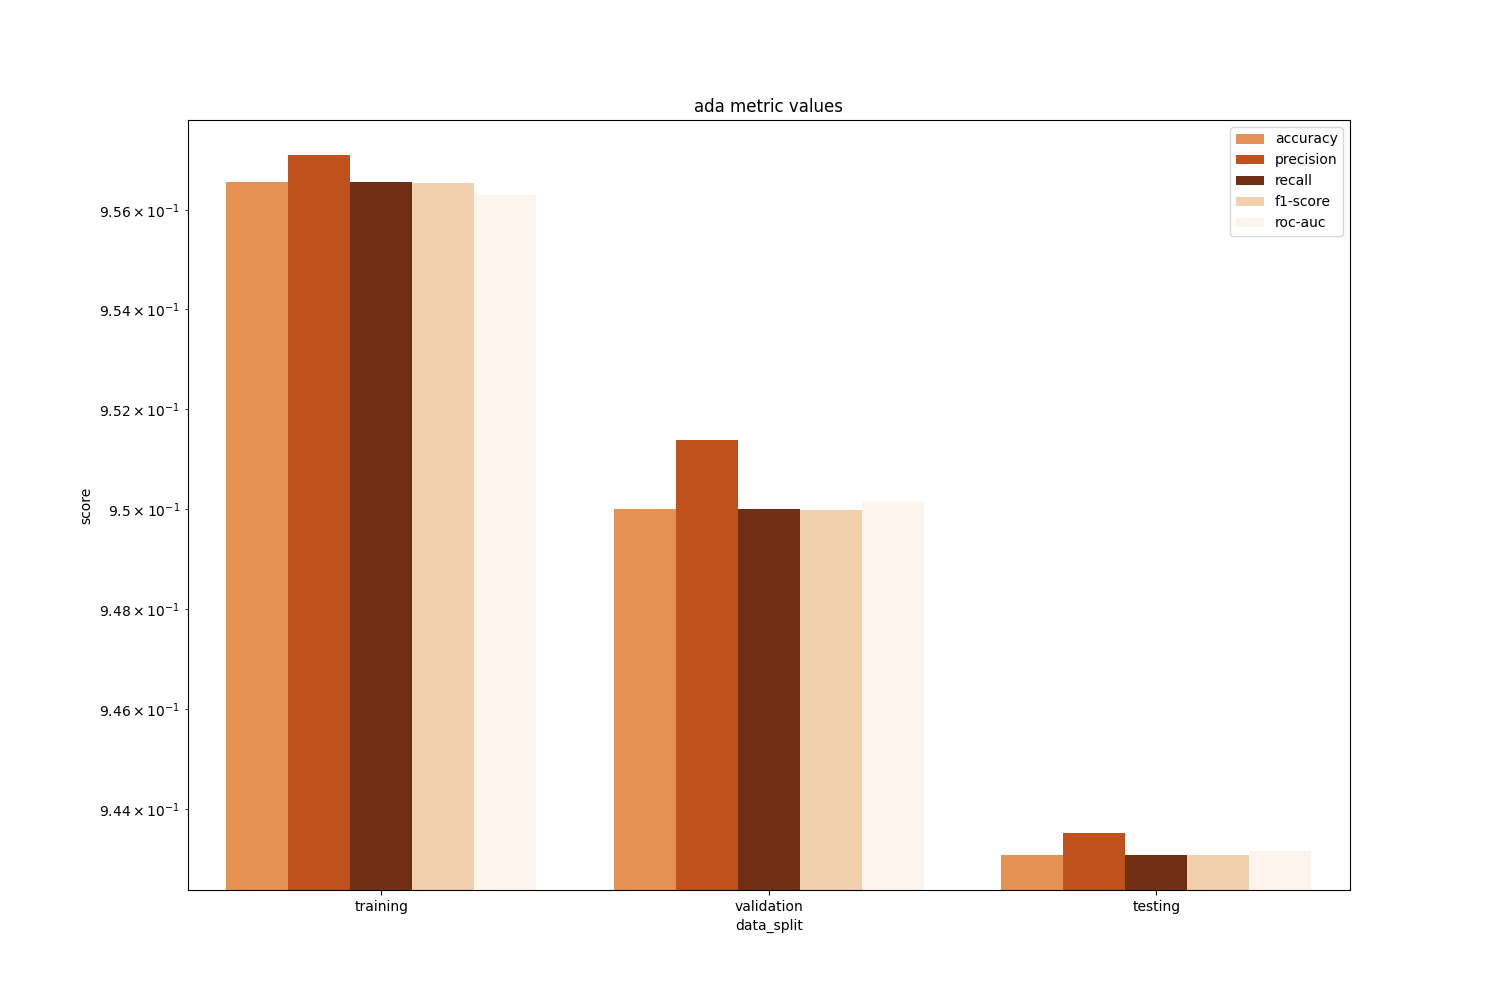 ada metric values
accuracy
precision
recall
f1-score
roc-auc
9.56 × 10⁻¹
9.54 × 10⁻¹
9.52 × 10⁻¹
9.5 × 10⁻¹
9.48 × 10⁻¹
9.46 × 10⁻¹
9.44 × 10⁻¹
score
training validation testing
data_split